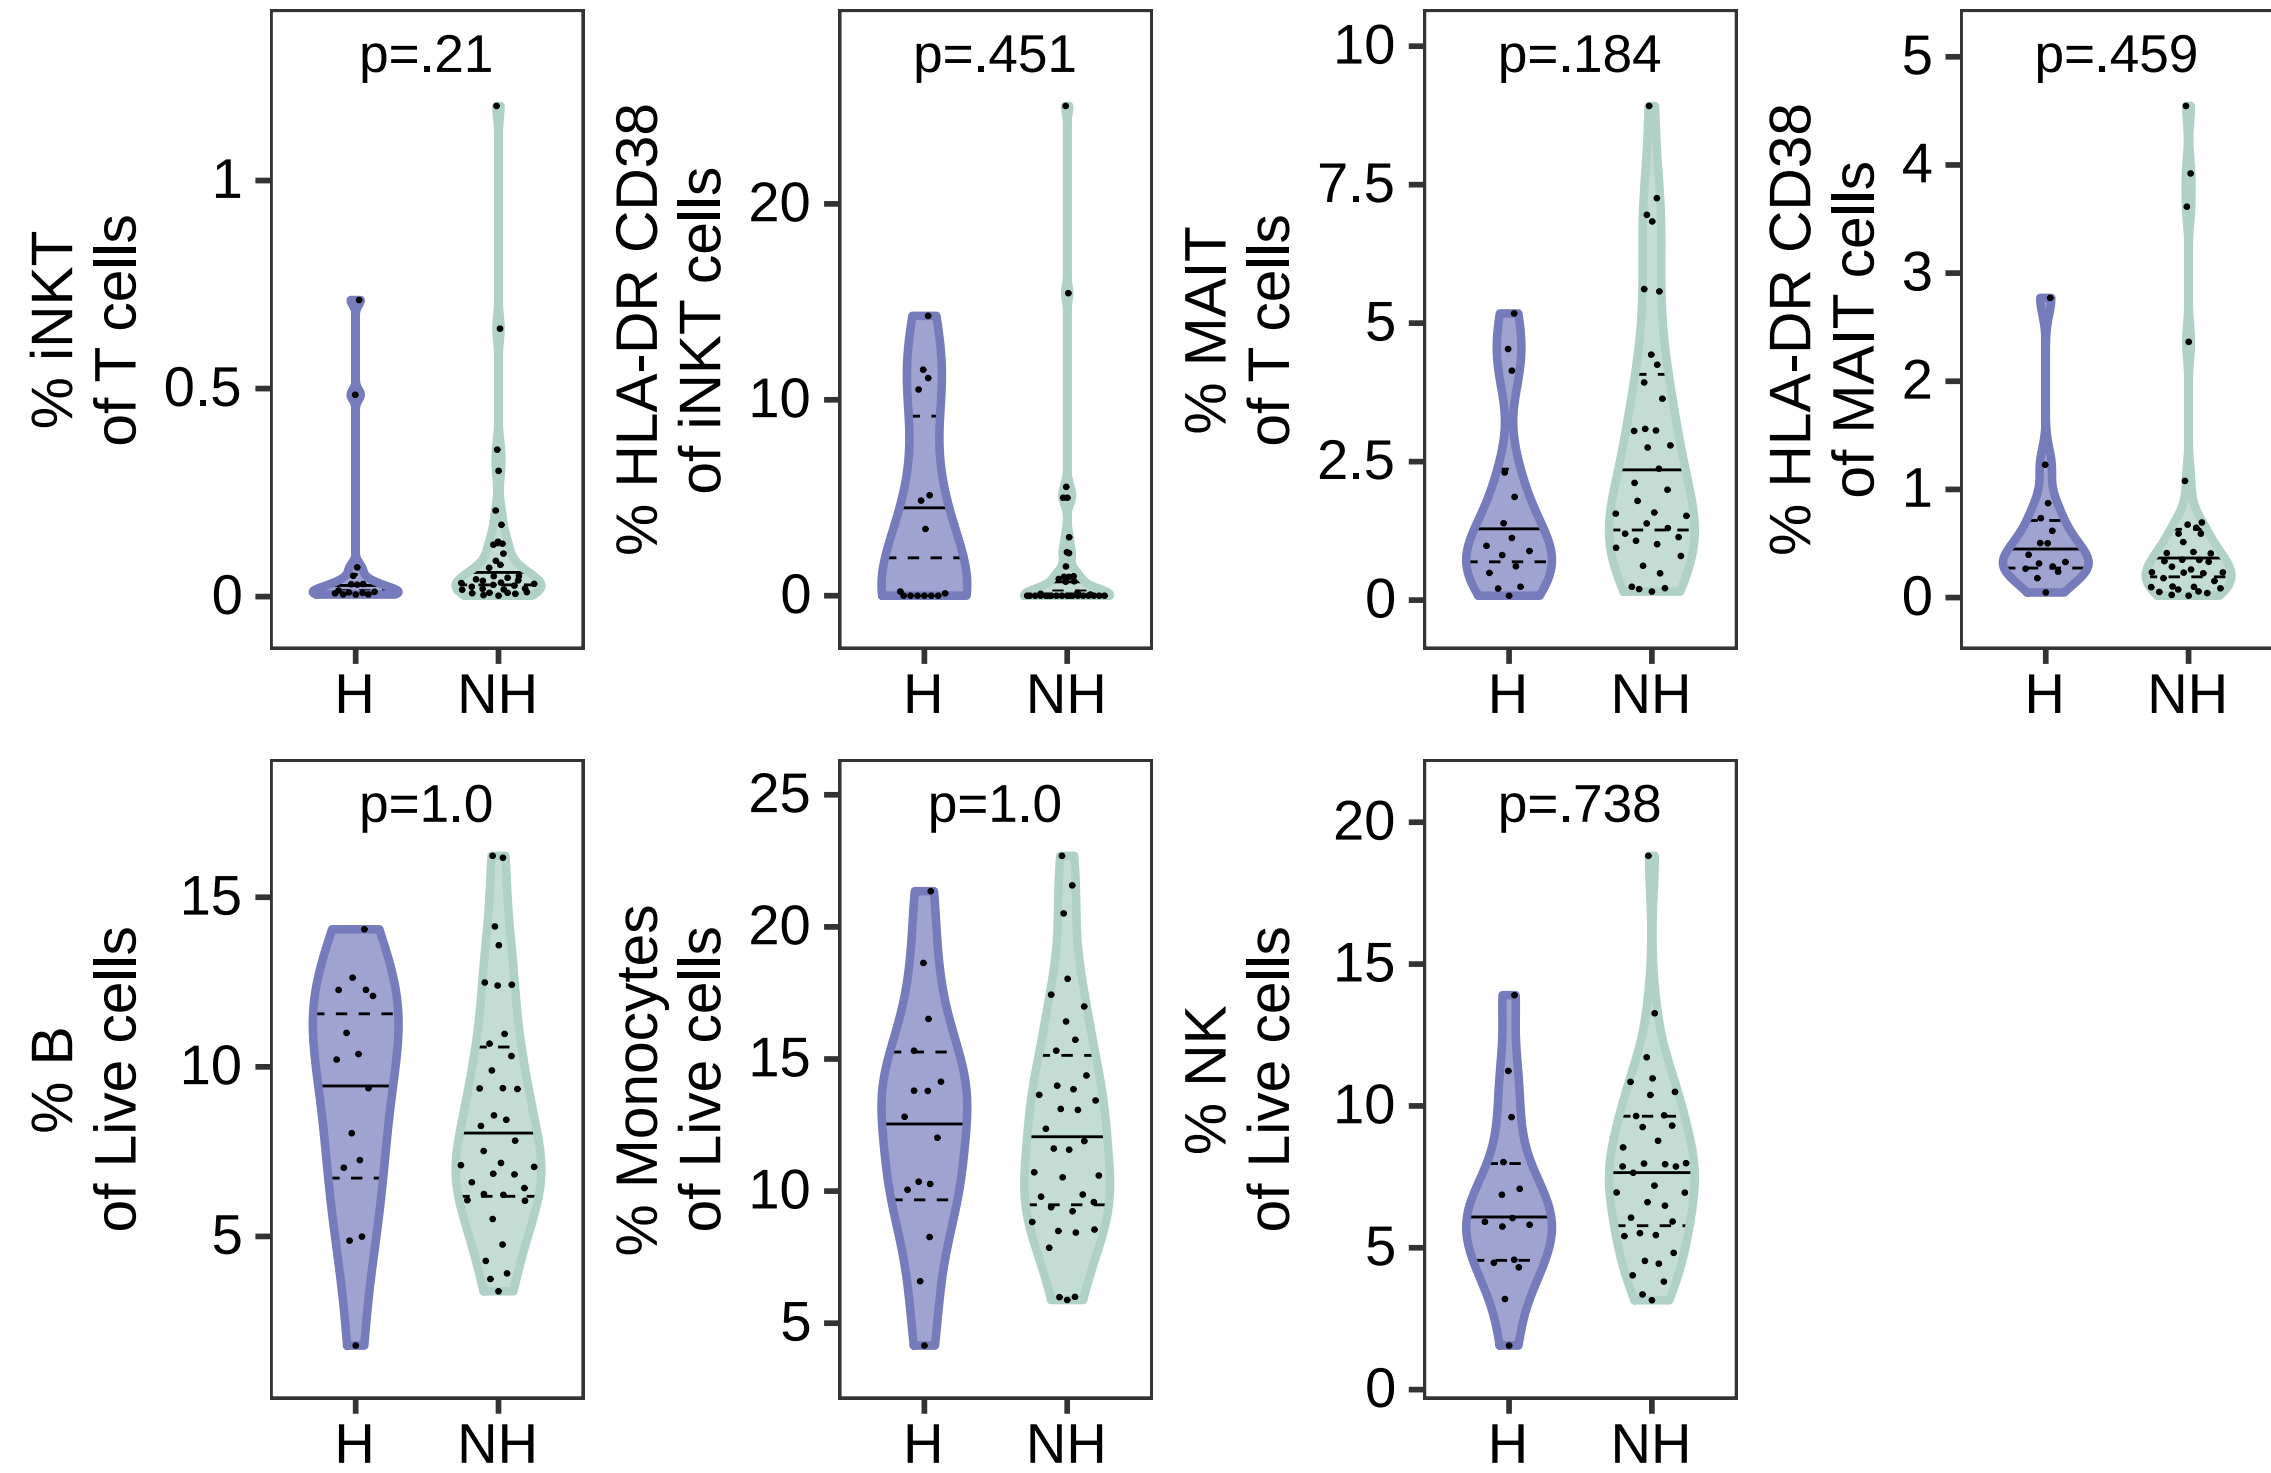 % iNKT
of T cells
p=.21
1
0.5
0
H
NH
% HLA-DR CD38
of iNKT cells
p=.451
20
10
0
H
NH
% MAIT
of T cells
p=.184
10
7.5
5
2.5
0
H
NH
% HLA-DR CD38
of MAIT cells
p=.459
5
4
3
2
1
0
H
NH
% B
of Live cells
p=1.0
15
10
5
H
NH
% Monocytes
of Live cells
p=1.0
25
20
15
10
5
H
NH
% NK
of Live cells
p=.738
20
15
10
5
0
H
NH